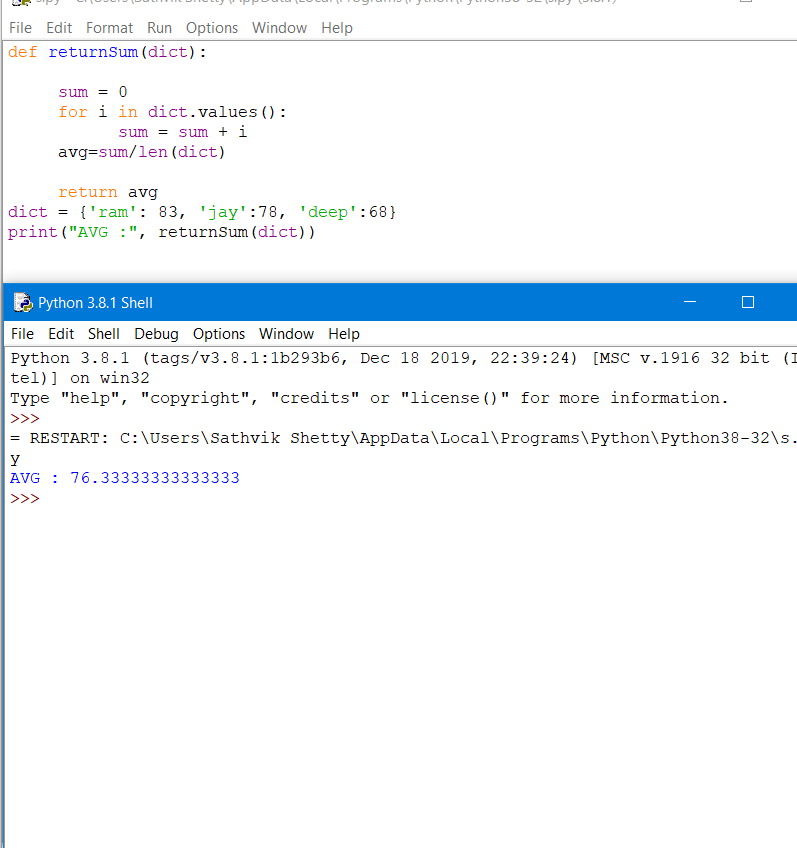 File Edit Format Run Options Window Help
def returnSum(dict):
sum = 0
for i in dict.values():
sum = sum + i
avg=sum/len(dict)
return avg
dict = {'ram': 83, 'jay':78, 'deep':68}
print("AVG :", returnSum(dict))
Python 3.8.1 Shell
File Edit Shell Debug Options Window Help
Python 3.8.1 (tags/v3.8.1:1b293b6, Dec 18 2019, 22:39:24) [MSC v.1916 32 bit (I
tel)] on win32
Type "help", "copyright", "credits" or "license()" for more information.
>>>
= RESTART: C:\Users\Sathvik Shetty\AppData\Local\Programs\Python\Python38-32\s.
y
AVG : 76.33333333333333
>>>